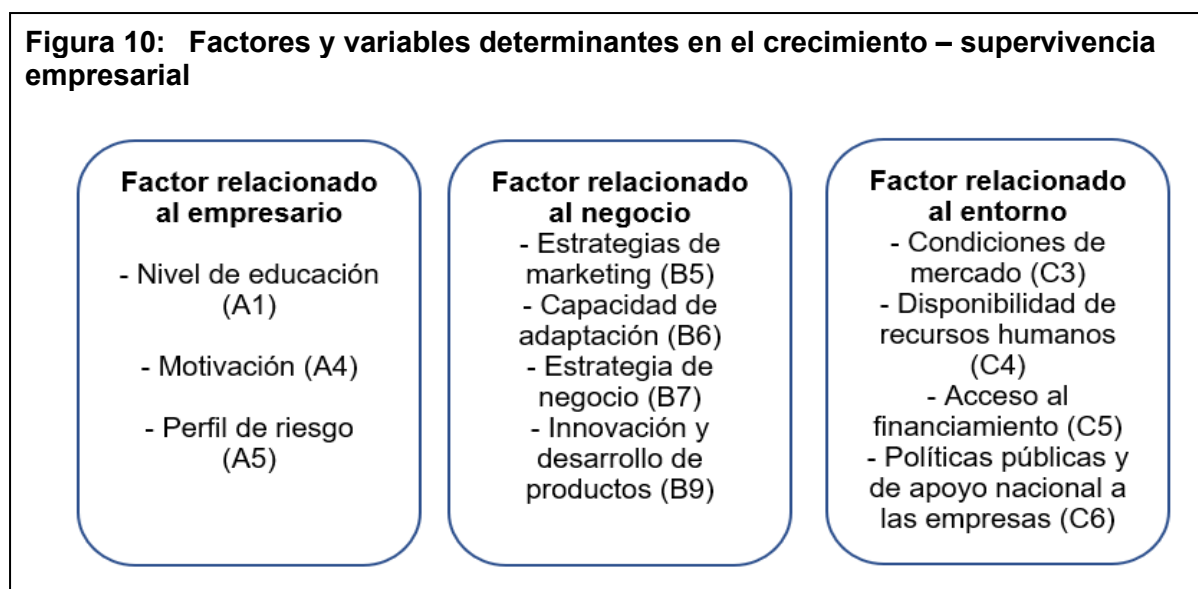 Figura 10:   Factores y variables determinantes en el crecimiento – supervivencia
empresarial
Factor relacionado
al empresario
- Nivel de educación
(A1)
- Motivación (A4)
- Perfil de riesgo
(A5)
Factor relacionado
al negocio
- Estrategias de
marketing (B5)
- Capacidad de
adaptación (B6)
- Estrategia de
negocio (B7)
- Innovación y
desarrollo de
productos (B9)
Factor relacionado
al entorno
- Condiciones de
mercado (C3)
- Disponibilidad de
recursos humanos
(C4)
- Acceso al
financiamiento (C5)
- Políticas públicas y
de apoyo nacional a
las empresas (C6)